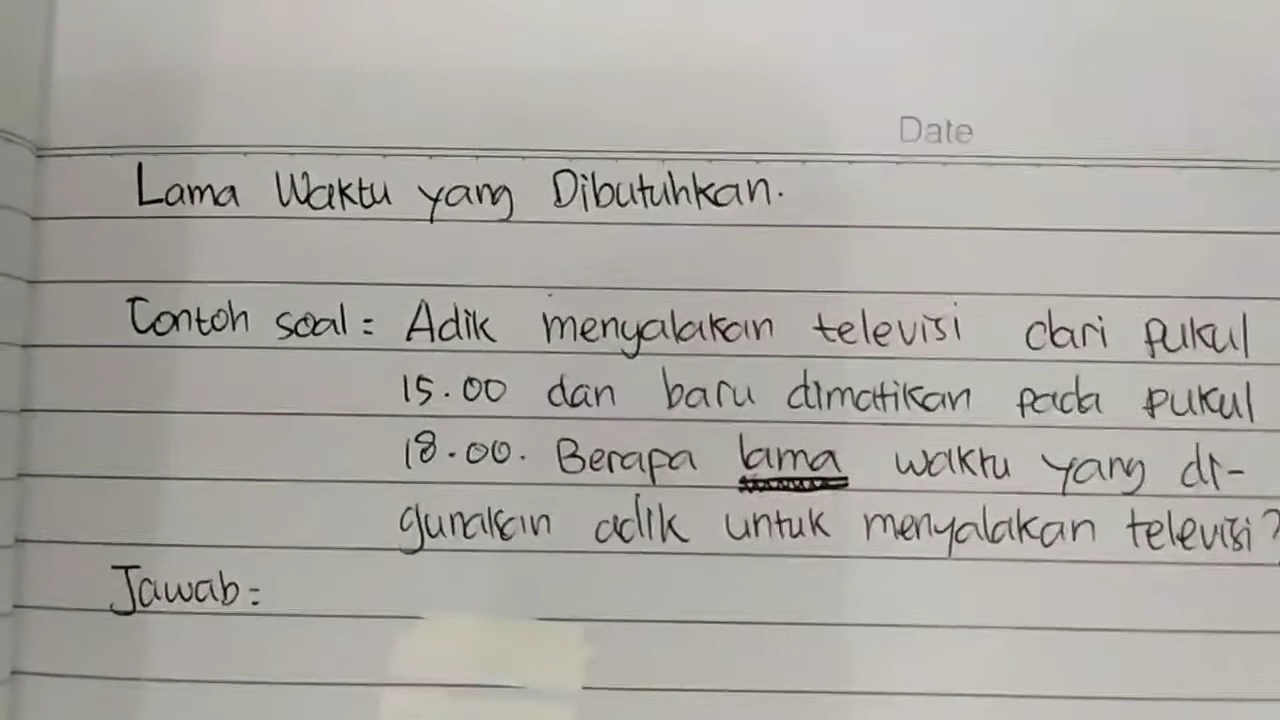 Date
Lama Waktu yang Dibutuhkan.
Contoh soal = Adik menyalakan televisi dari pukul
15.00 dan baru dimatikan pada pukul
18.00. Berapa lama waktu yang di-
gunakan adik untuk menyalakan televisi?
Jawab =